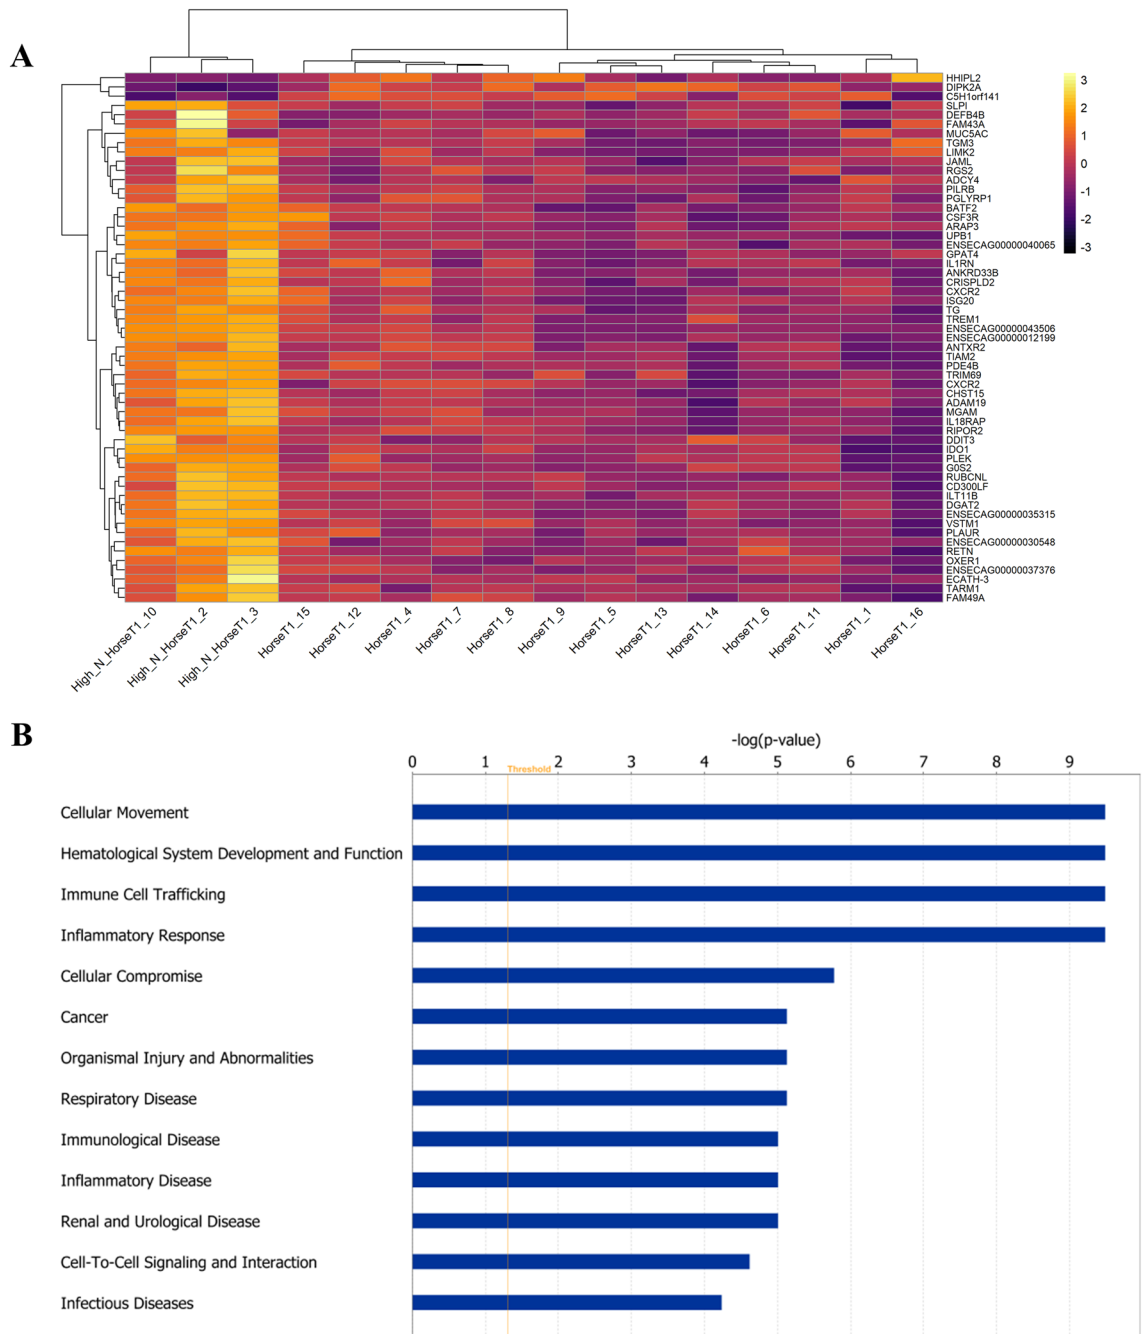 A
3
2
1
0
-1
-2
-3
HHIPL2
DIPK2A
C5H1orf141
SLPI
DEFB4B
FAM43A
MUC5AC
TGM3
LIMK2
JAML
RGS2
ADCY4
PILRB
PGLYRP1
BATF2
CSF3R
ARAP3
UPB1
ENSECAG00000040065
GPAT4
IL1RN
ANKRD33B
CRISPLD2
CXCR2
ISG20
TG
TREM1
ENSECAG00000043506
ENSECAG00000012199
ANTXR2
TIAM2
PDE4B
TRIM69
CXCR2
CHST15
ADAM19
MGAM
IL18RAP
RIPOR2
DDIT3
IDO1
PLEK
G0S2
RUBCNL
CD300LF
ILT11B
DGAT2
ENSECAG00000035315
VSTM1
PLAUR
ENSECAG00000030548
RETN
OXER1
ENSECAG00000037376
ECATH-3
TARM1
FAM49A
High_N_HorseT1_10
High_N_HorseT1_2
High_N_HorseT1_3
HorseT1_15
HorseT1_12
HorseT1_4
HorseT1_7
HorseT1_8
HorseT1_9
HorseT1_5
HorseT1_13
HorseT1_14
HorseT1_6
HorseT1_11
HorseT1_1
HorseT1_16
B
-log(p-value)
0 1 2 3 4 5 6 7 8 9
Threshold
Cellular Movement
Hematological System Development and Function
Immune Cell Trafficking
Inflammatory Response
Cellular Compromise
Cancer
Organismal Injury and Abnormalities
Respiratory Disease
Immunological Disease
Inflammatory Disease
Renal and Urological Disease
Cell-To-Cell Signaling and Interaction
Infectious Diseases